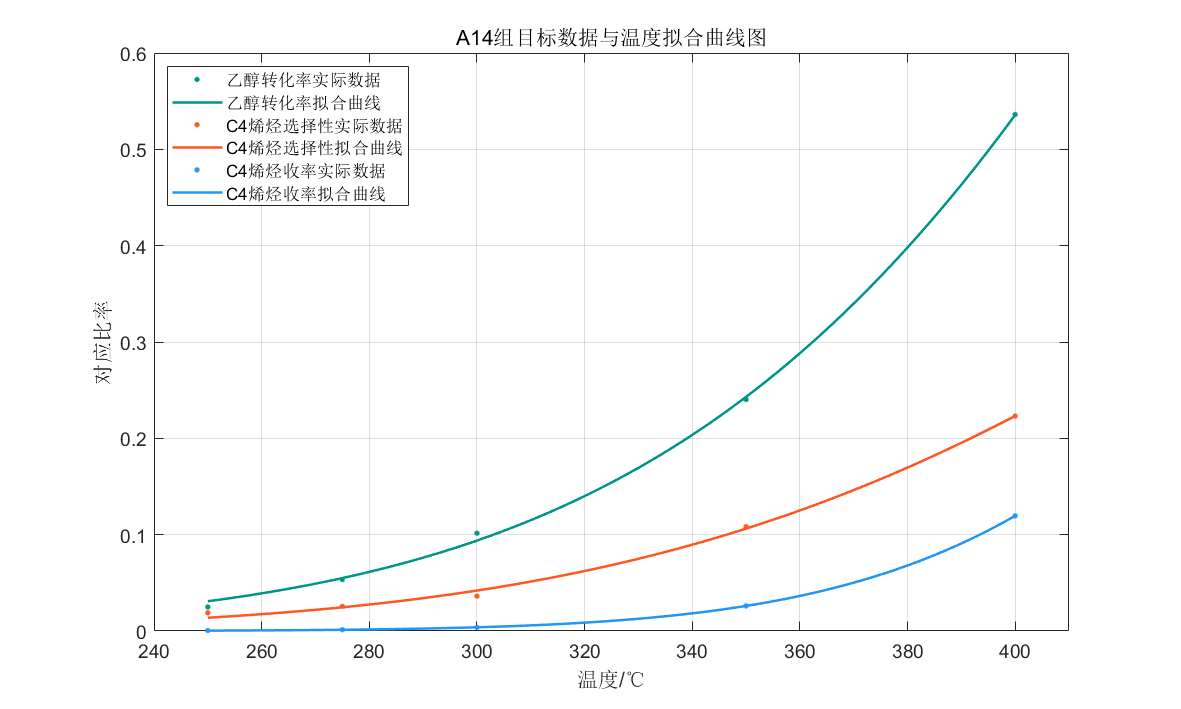 A14组目标数据与温度拟合曲线图
乙醇转化率实际数据
乙醇转化率拟合曲线
C4烯烃选择性实际数据
C4烯烃选择性拟合曲线
C4烯烃收率实际数据
C4烯烃收率拟合曲线
对应比率
0.6
0.5
0.4
0.3
0.2
0.1
0
240 260 280 300 320 340 360 380 400
温度/℃